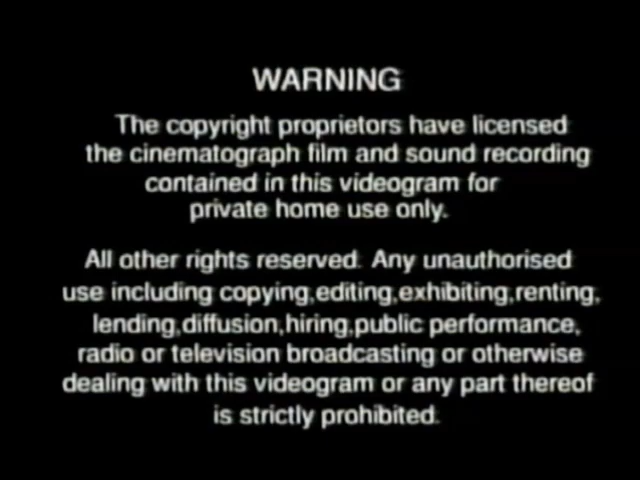 WARNING
The copyright proprietors have licensed
the cinematograph film and sound recording
contained in this videogram for
private home use only.
All other rights reserved. Any unauthorised
use including copying,editing,exhibiting,renting,
lending,diffusion,hiring,public performance,
radio or television broadcasting or otherwise
dealing with this videogram or any part thereof
is strictly prohibited.